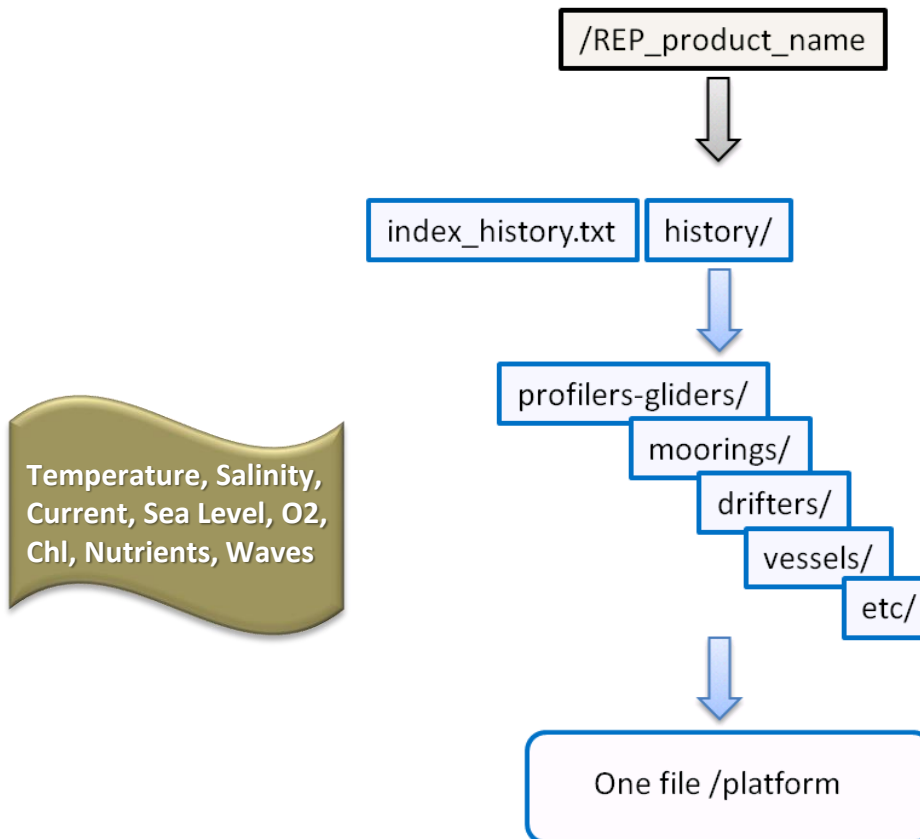 /REP_product_name
index_history.txt
history/
profilers-gliders/
moorings/
drifters/
vessels/
etc/
Temperature, Salinity,
Current, Sea Level, O2,
Chl, Nutrients, Waves
One file /platform